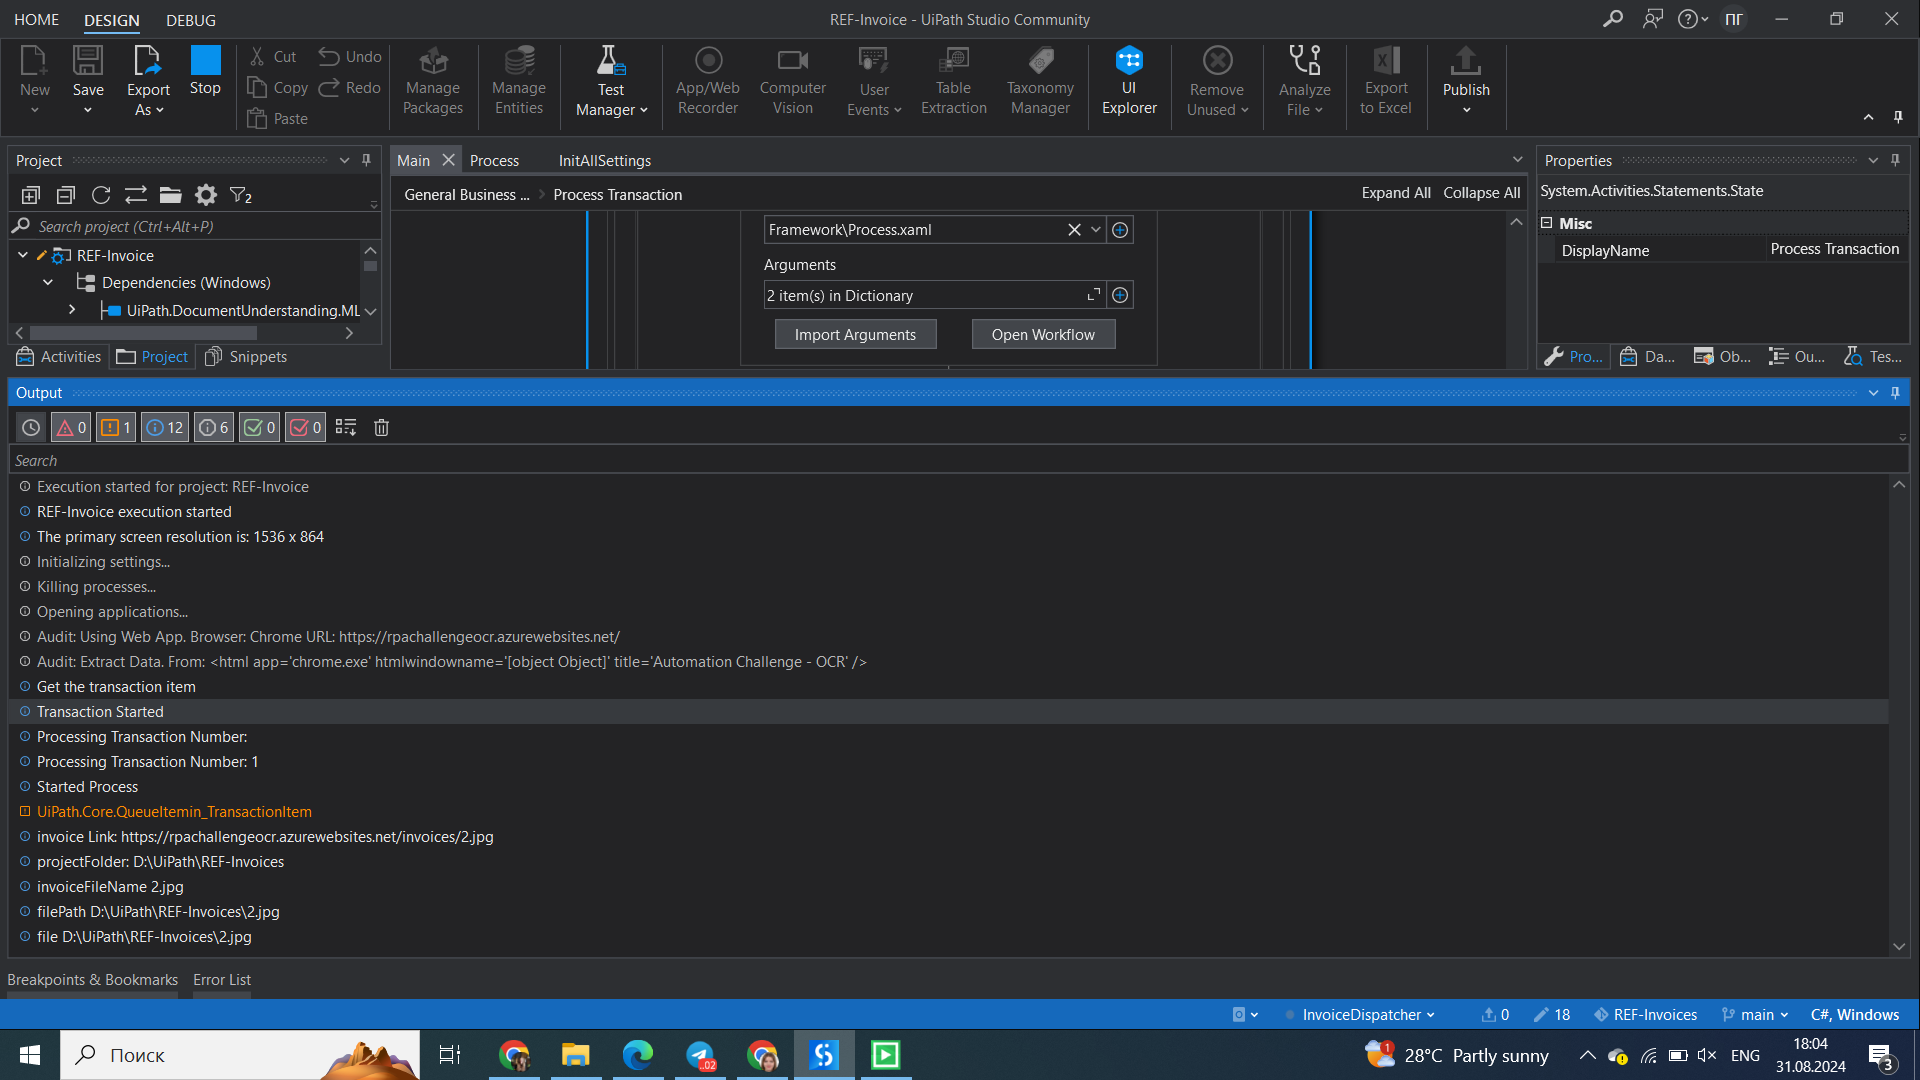 HOME DESIGN DEBUG REF-Invoice - UiPath Studio Community ПГ
New Save Export As Stop Cut Copy Paste Undo Redo Manage Packages Manage Entities Test Manager App/Web Recorder Computer Vision User Events Table Extraction Taxonomy Manager UI Explorer Remove Unused Analyze File Export to Excel Publish
Project
2
Search project (Ctrl+Alt+P)
REF-Invoice
Dependencies (Windows)
UiPath.DocumentUnderstanding.ML
Activities Project Snippets
Main Process InitAllSettings
General Business ... Process Transaction Expand All Collapse All
Framework\Process.xaml
Arguments
2 item(s) in Dictionary
Import Arguments Open Workflow
Properties
System.Activities.Statements.State
Misc
DisplayName Process Transaction
Pro... Da... Ob... Ou... Tes...
Output
0 1 12 6 0 0
Search
Execution started for project: REF-Invoice
REF-Invoice execution started
The primary screen resolution is: 1536 x 864
Initializing settings...
Killing processes...
Opening applications...
Audit: Using Web App. Browser: Chrome URL: https://rpachallengeocr.azurewebsites.net/
Audit: Extract Data. From: <html app='chrome.exe' htmlwindowname='[object Object]' title='Automation Challenge - OCR' />
Get the transaction item
Transaction Started
Processing Transaction Number:
Processing Transaction Number: 1
Started Process
UiPath.Core.QueueItemin_TransactionItem
invoice Link: https://rpachallengeocr.azurewebsites.net/invoices/2.jpg
projectFolder: D:\UiPath\REF-Invoices
invoiceFileName 2.jpg
filePath D:\UiPath\REF-Invoices\2.jpg
file D:\UiPath\REF-Invoices\2.jpg
Breakpoints & Bookmarks Error List
InvoiceDispatcher 0 18 REF-Invoices main C#, Windows
Поиск ..02 1 28°C Partly sunny ENG 18:04
31.08.2024 3